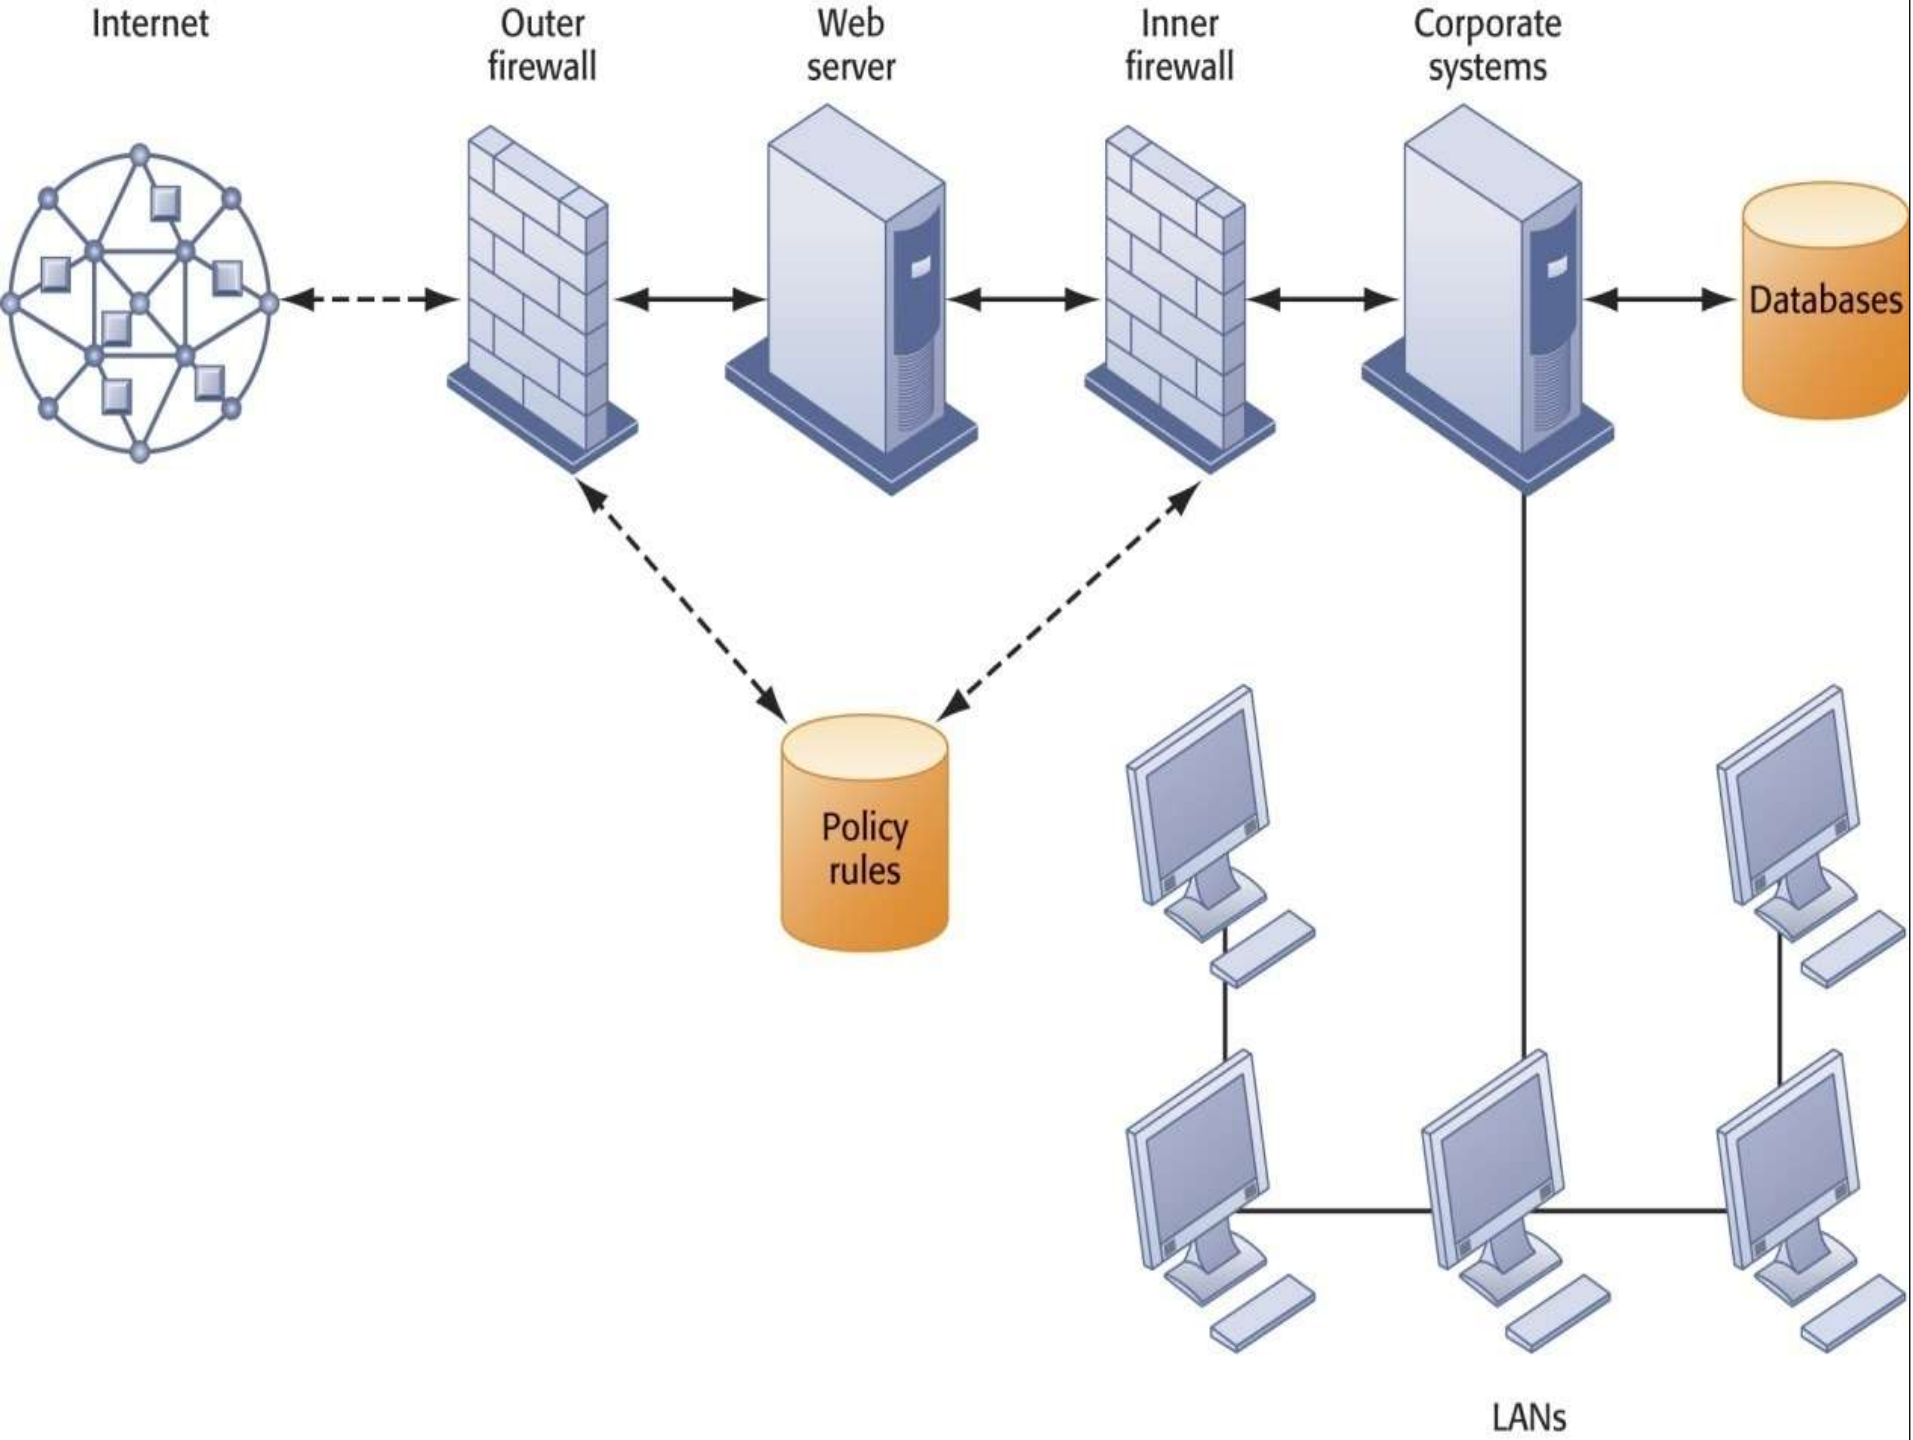 Internet
Outer
firewall
Web
server
Inner
firewall
Corporate
systems
Databases
Policy
rules
LANs